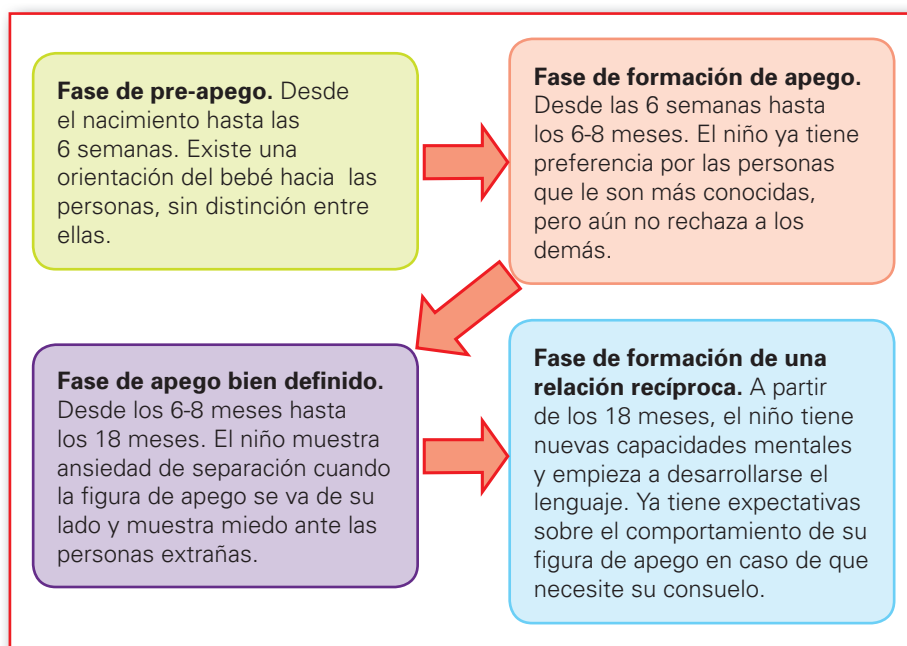 Fase de pre-apego. Desde
el nacimiento hasta las
6 semanas. Existe una
orientación del bebé hacia las
personas, sin distinción entre
ellas.
Fase de formación de apego.
Desde las 6 semanas hasta
los 6-8 meses. El niño ya tiene
preferencia por las personas
que le son más conocidas,
pero aún no rechaza a los
demás.
Fase de apego bien definido.
Desde los 6-8 meses hasta
los 18 meses. El niño muestra
ansiedad de separación cuando
la figura de apego se va de su
lado y muestra miedo ante las
personas extrañas.
Fase de formación de una
relación recíproca. A partir
de los 18 meses, el niño tiene
nuevas capacidades mentales
y empieza a desarrollarse el
lenguaje. Ya tiene expectativas
sobre el comportamiento de su
figura de apego en caso de que
necesite su consuelo.